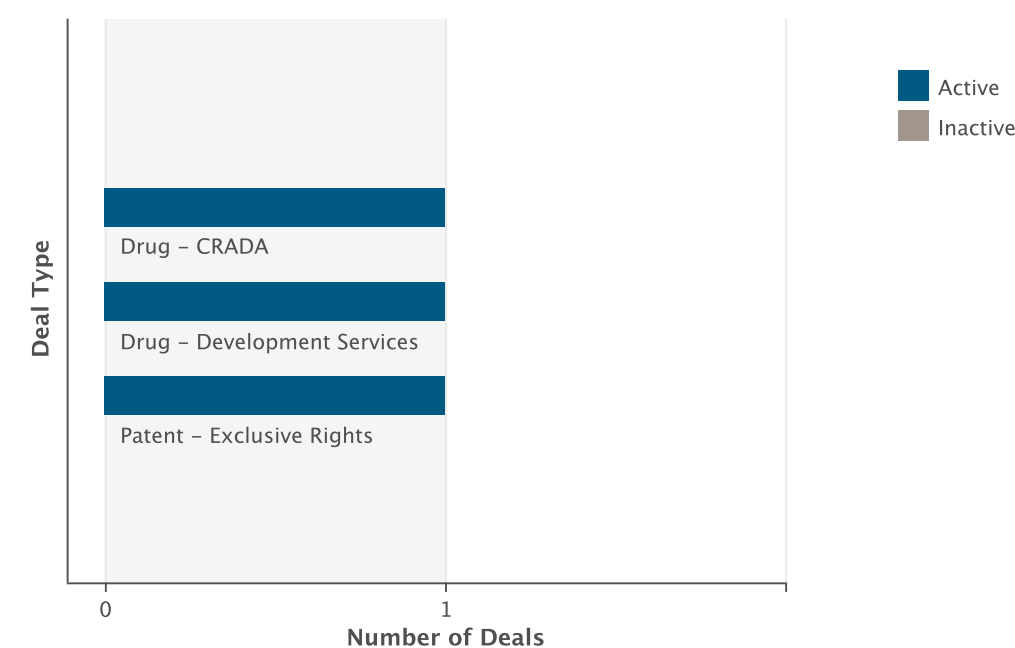 Active
Inactive
Drug – CRADA
Drug – Development Services
Patent – Exclusive Rights
Deal Type
0
1
Number of Deals